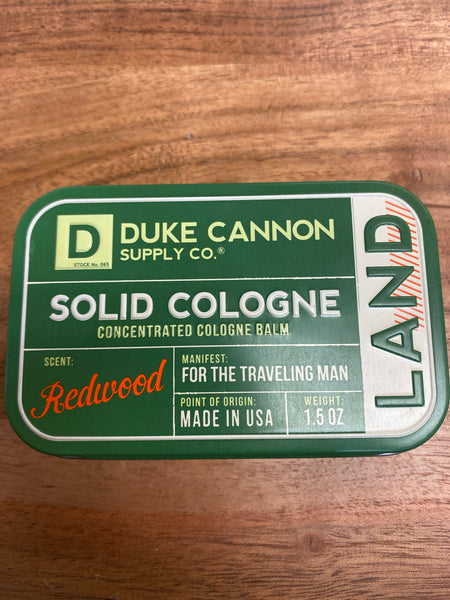 D
STOCK No. 065
DUKE CANNON
SUPPLY CO.®
SOLID COLOGNE
CONCENTRATED COLOGNE BALM
SCENT:
Redwood
MANIFEST:
FOR THE TRAVELING MAN
POINT OF ORIGIN:
MADE IN USA
WEIGHT:
1.5 OZ
LAND